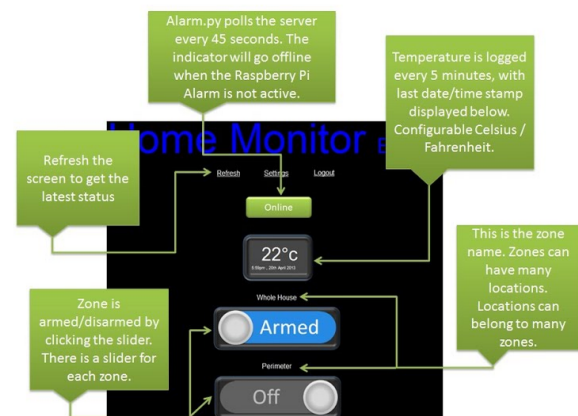 Alarm.py polls the server
every 45 seconds. The
indicator will go offline
when the Raspberry Pi
Alarm is not active.
Temperature is logged
every 5 minutes, with
last date/time stamp
displayed below.
Configurable Celsius /
Fahrenheit.
Home Monitor
Refresh the
screen to get the
latest status
Refresh Settings Logout
Online
22°c
This is the zone
name. Zones can
have many
locations.
Locations can
belong to many
zones.
Whole House
Zone is
armed/disarmed by
clicking the slider.
There is a slider for
each zone.
Armed
Perimeter
Off